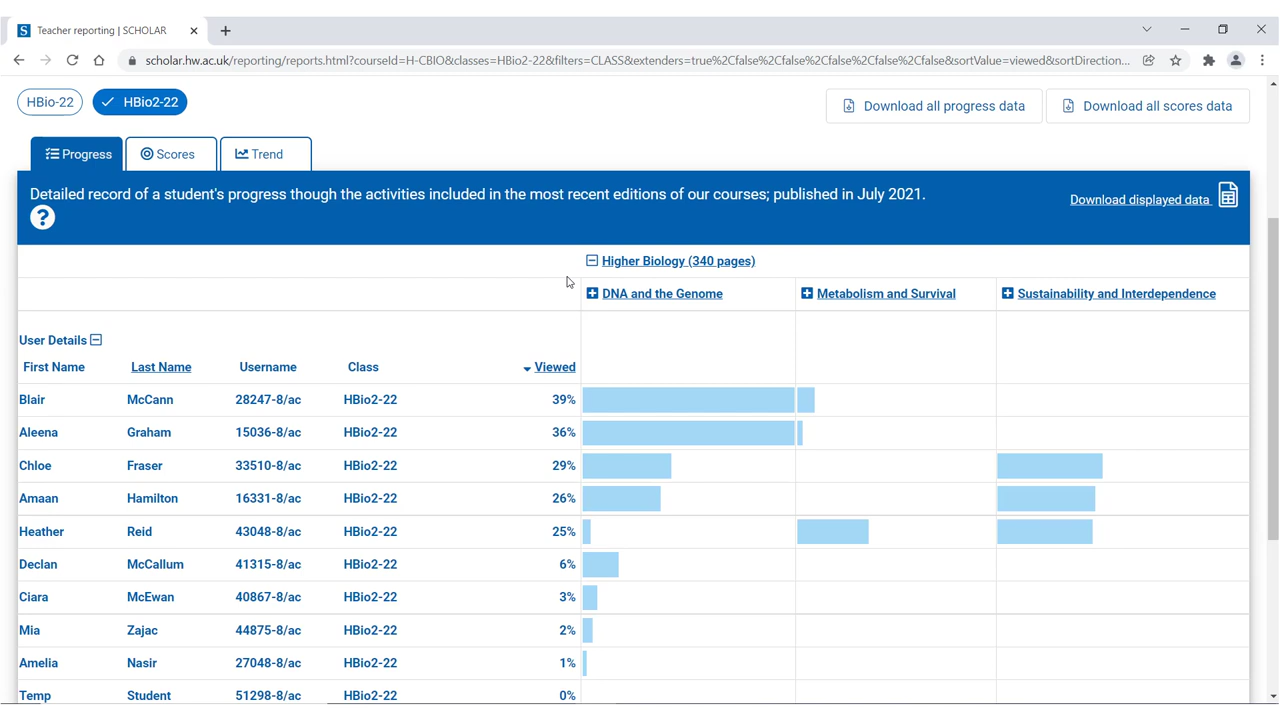 Teacher reporting | SCHOLAR
scholar.hw.ac.uk/reporting/reports.html?courseId=H-CBIO&classes=HBio2-22&filters=CLASS&extenders=true%2Cfalse%2Cfalse%2Cfalse%2Cfalse%2Cfalse&sortValue=viewed&sortDirection...
HBio-22 HBio2-22 Download all progress data Download all scores data
Progress Scores Trend
Detailed record of a student's progress though the activities included in the most recent editions of our courses; published in July 2021. Download displayed data
?
Higher Biology (340 pages)
DNA and the Genome Metabolism and Survival Sustainability and Interdependence
User Details
First Name Last Name Username Class Viewed
Blair McCann 28247-8/ac HBio2-22 39%
Aleena Graham 15036-8/ac HBio2-22 36%
Chloe Fraser 33510-8/ac HBio2-22 29%
Amaan Hamilton 16331-8/ac HBio2-22 26%
Heather Reid 43048-8/ac HBio2-22 25%
Declan McCallum 41315-8/ac HBio2-22 6%
Ciara McEwan 40867-8/ac HBio2-22 3%
Mia Zajac 44875-8/ac HBio2-22 2%
Amelia Nasir 27048-8/ac HBio2-22 1%
Temp Student 51298-8/ac HBio2-22 0%